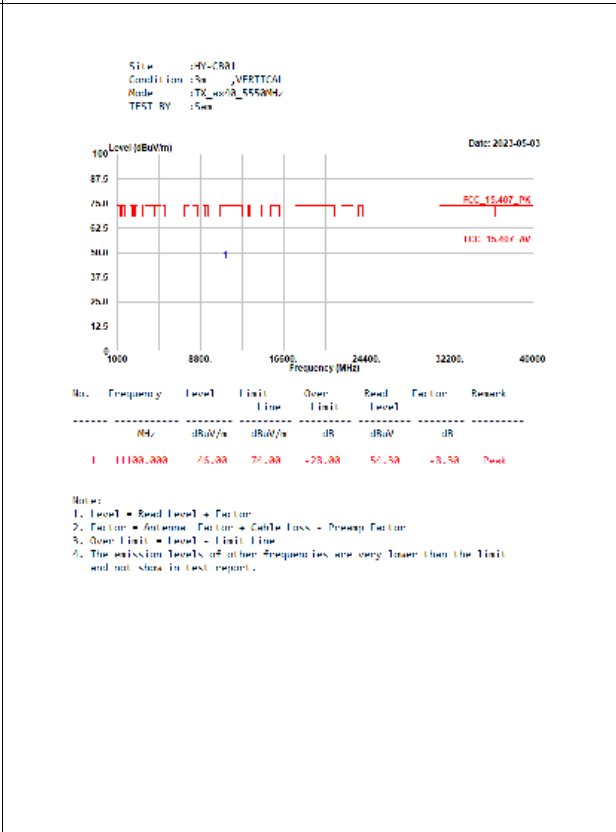 Site :HY-CB01
Condition :3m ,VERTICAL
Mode :TX_ax40_5550MHz
TEST BY :Sam
Level (dBuV/m) Date: 2023-05-03
100
87.5
75.0 FCC_15.407_PK
62.5
FCC_15.407_AV
50.0
1
37.5
25.0
12.5
0
1000 8800. 16600. 24400. 32200. 40000
Frequency (MHz)
No. Frequency Level Limit Over Read Factor Remark
Line Limit Level
MHz dBuV/m dBuV/m dB dBuV dB
1 11100.000 46.00 74.00 -28.00 54.30 -8.30 Peak
Note:
1. Level = Read Level + Factor
2. Factor = Antenna Factor + Cable Loss - Preamp Factor
3. Over Limit = Level - Limit Line
4. The emission levels of other frequencies are very lower than the limit
and not show in test report.